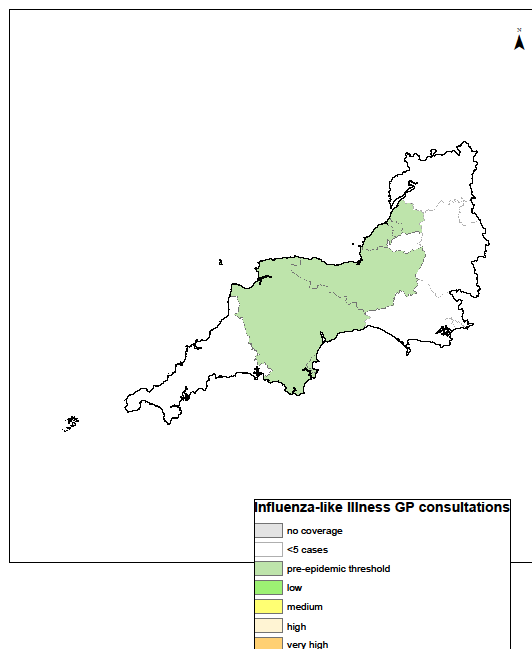 N
Influenza-like Illness GP consultations
no coverage
<5 cases
pre-epidemic threshold
low
medium
high
very high